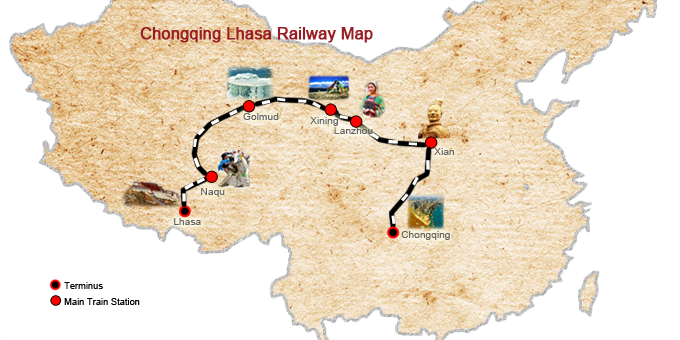 Chongqing Lhasa Railway Map
Golmud
Xining
Lanzhou
Xian
Naqu
Lhasa
Chongqing
Terminus
Main Train Station